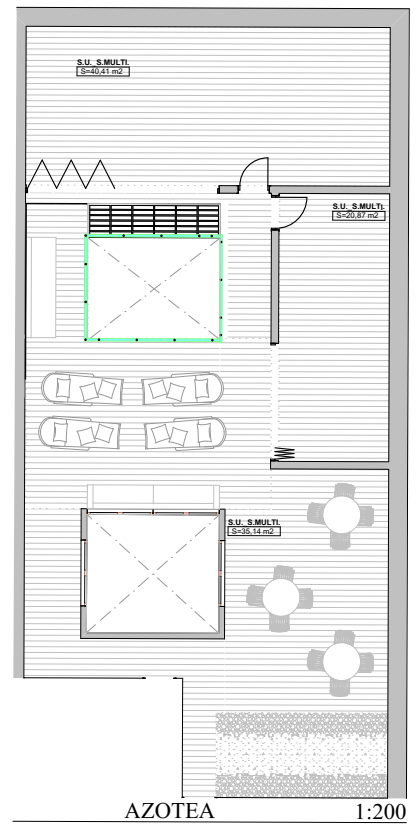 S.U. S.MULTI.
S=40,41 m2
S.U. S.MULTI.
S=20,87 m2
S.U. S.MULTI.
S=35,14 m2
AZOTEA 1:200